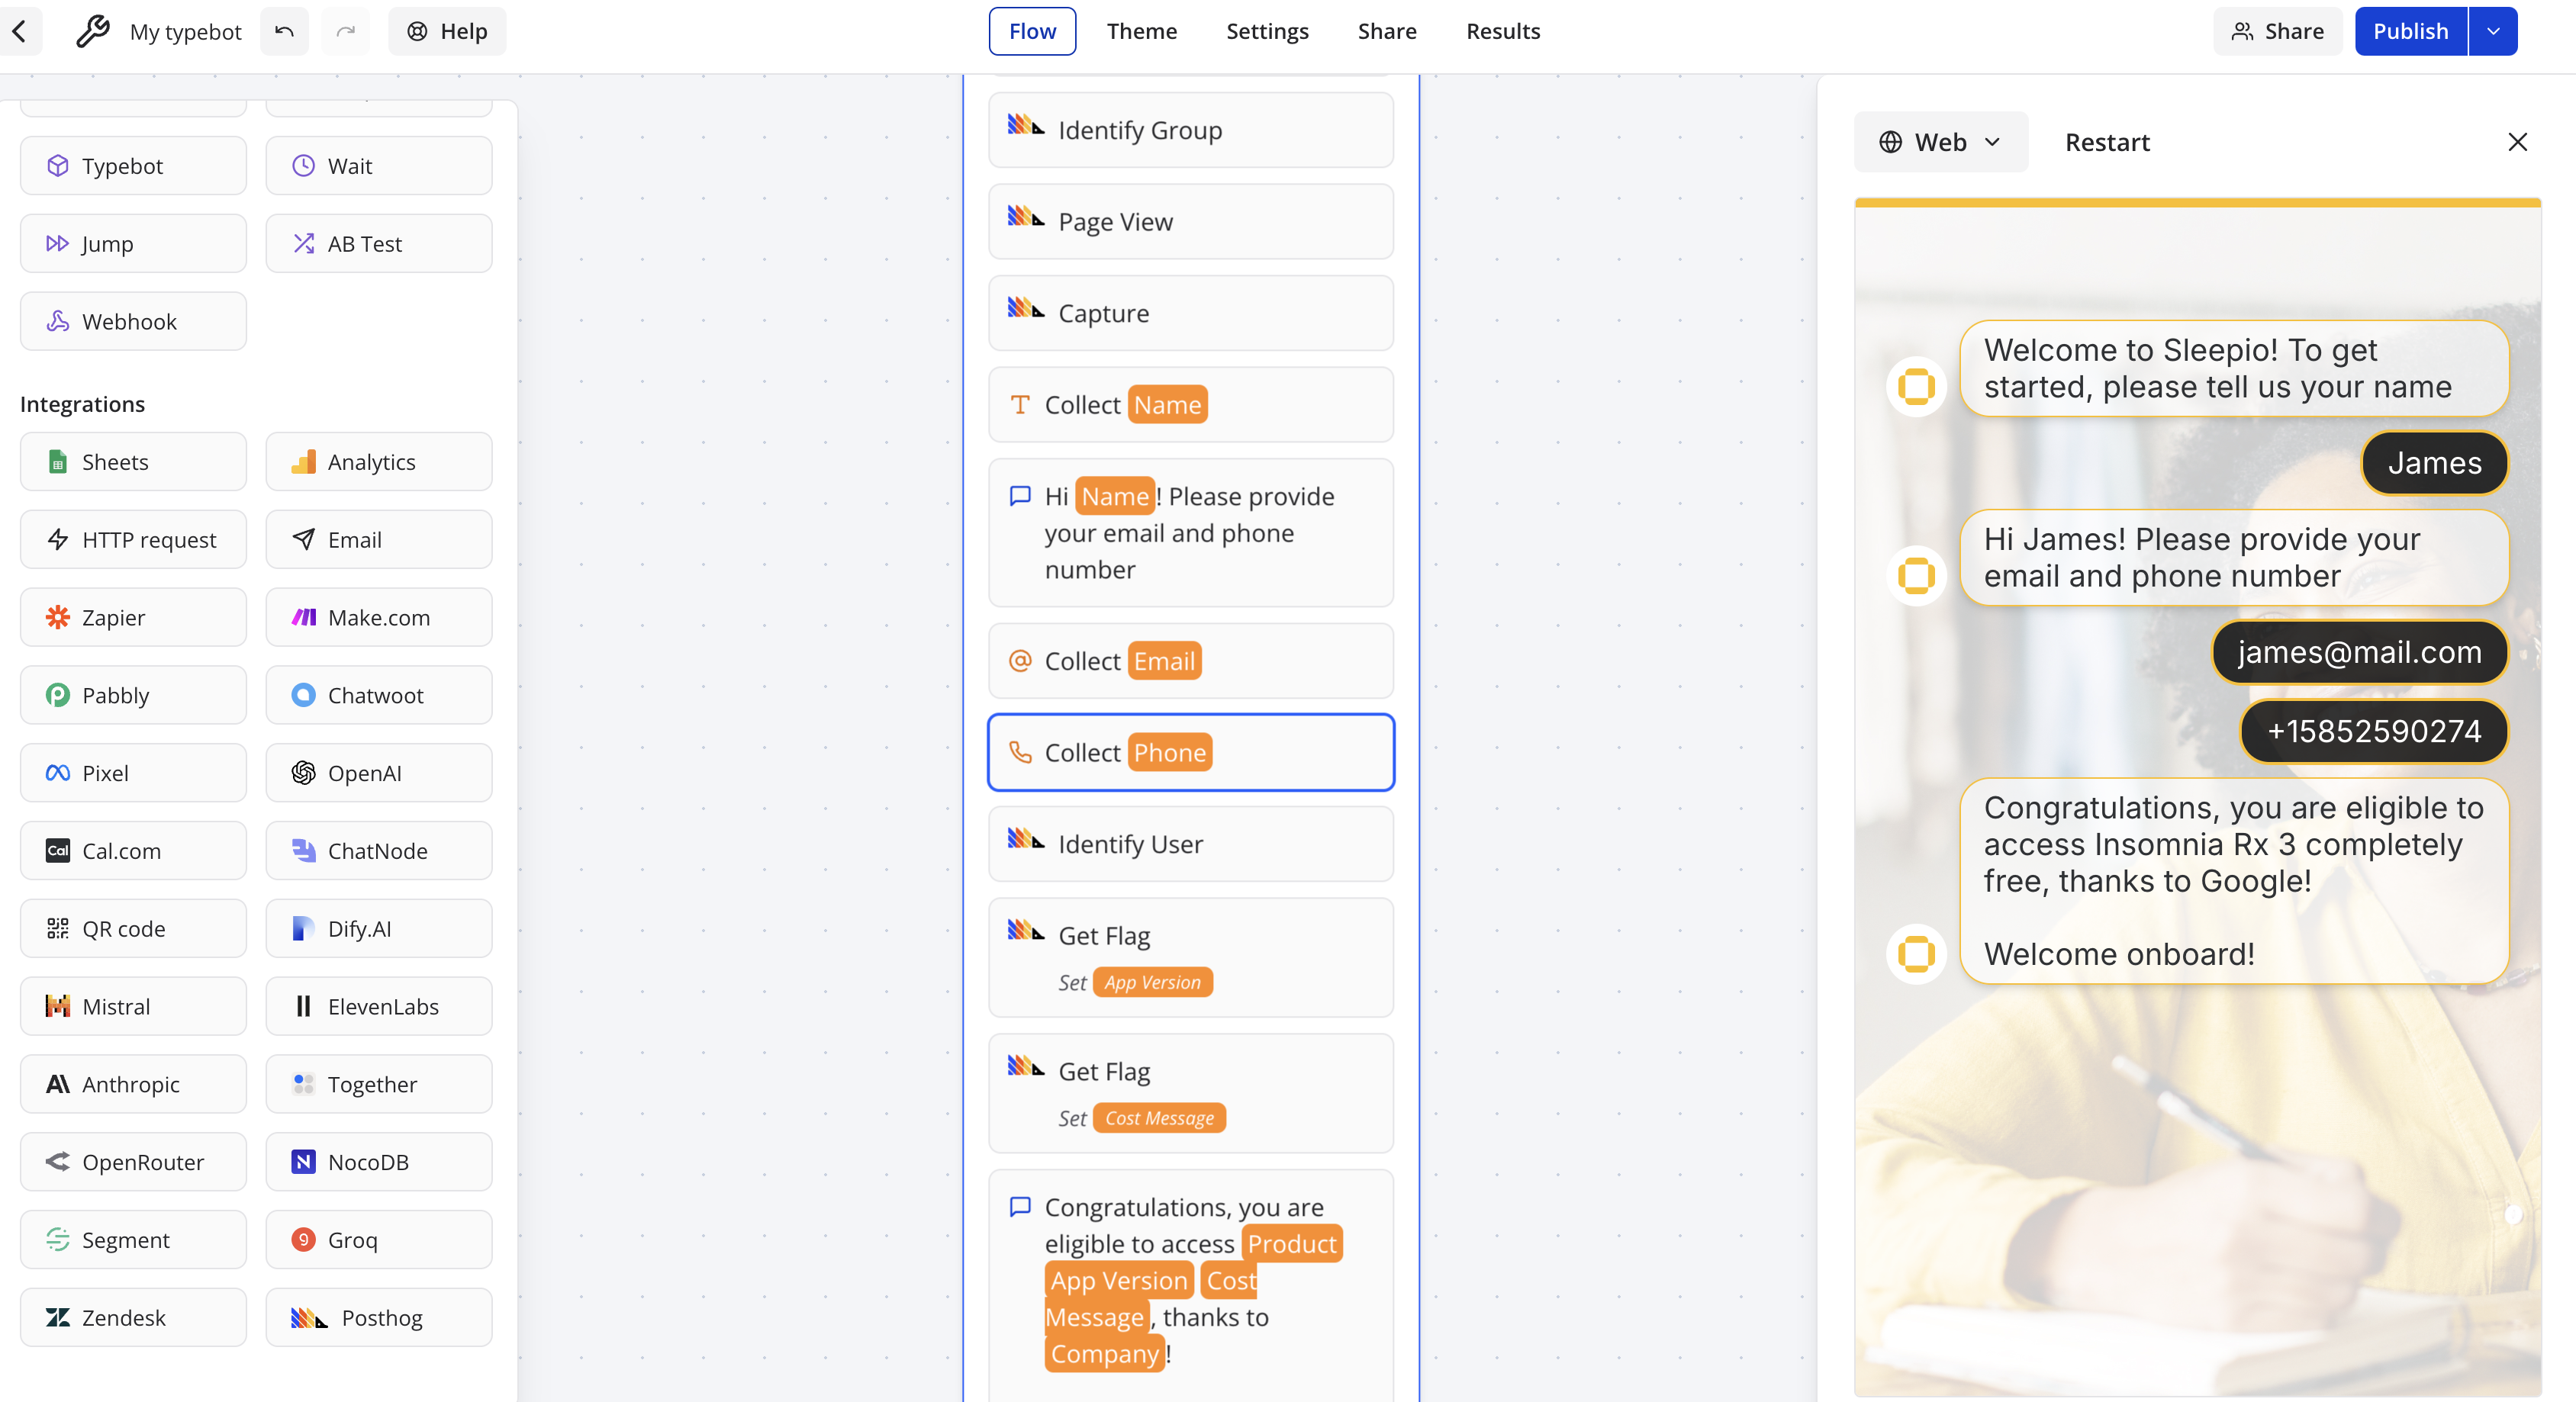 My typebot
Help
Flow
Theme
Settings
Share
Results
Share
Publish
Typebot
Wait
Jump
AB Test
Webhook
Integrations
Sheets
Analytics
HTTP request
Email
Zapier
Make.com
Pabbly
Chatwoot
Pixel
OpenAI
Cal
Cal.com
ChatNode
QR code
Dify.AI
Mistral
ElevenLabs
Anthropic
Together
OpenRouter
NocoDB
Segment
Groq
Zendesk
Posthog
Identify Group
Page View
Capture
Collect Name
Hi Name! Please provide
your email and phone
number
Collect Email
Collect Phone
Identify User
Get Flag
Set App Version
Get Flag
Set Cost Message
Congratulations, you are
eligible to access Product
App Version Cost
Message, thanks to
Company!
Web
Restart
Welcome to Sleepio! To get
started, please tell us your name
James
Hi James! Please provide your
email and phone number
james@mail.com
+15852590274
Congratulations, you are eligible to
access Insomnia Rx 3 completely
free, thanks to Google!
Welcome onboard!